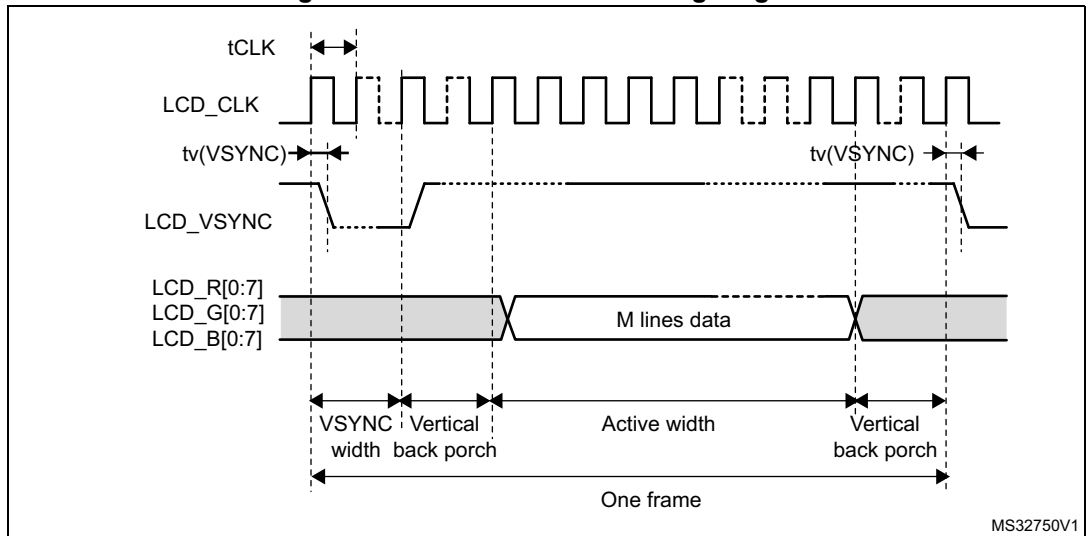 tCLK
LCD_CLK
tv(VSYNC)
tv(VSYNC)
LCD_VSYNC
LCD_R[0:7]
LCD_G[0:7]
LCD_B[0:7]
M lines data
VSYNC width
Vertical back porch
Active width
Vertical back porch
One frame
MS32750V1